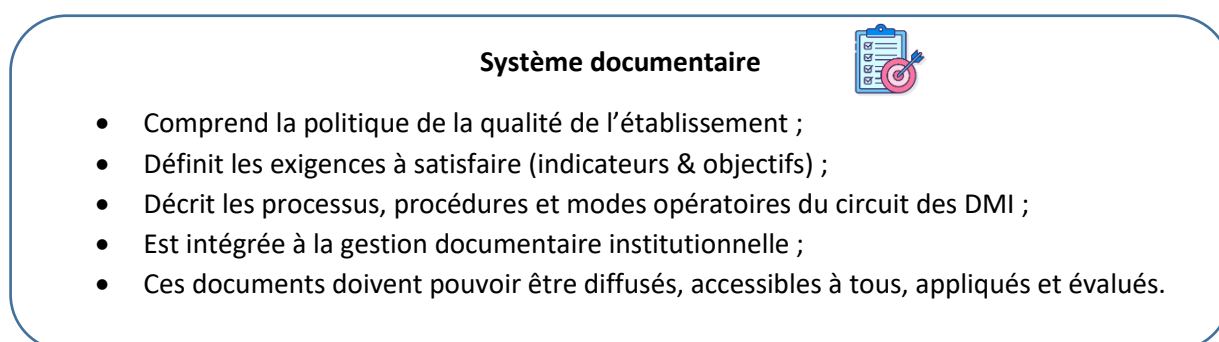 Système documentaire
• Comprend la politique de la qualité de l’établissement ;
• Définit les exigences à satisfaire (indicateurs & objectifs) ;
• Décrit les processus, procédures et modes opératoires du circuit des DMI ;
• Est intégrée à la gestion documentaire institutionnelle ;
• Ces documents doivent pouvoir être diffusés, accessibles à tous, appliqués et évalués.